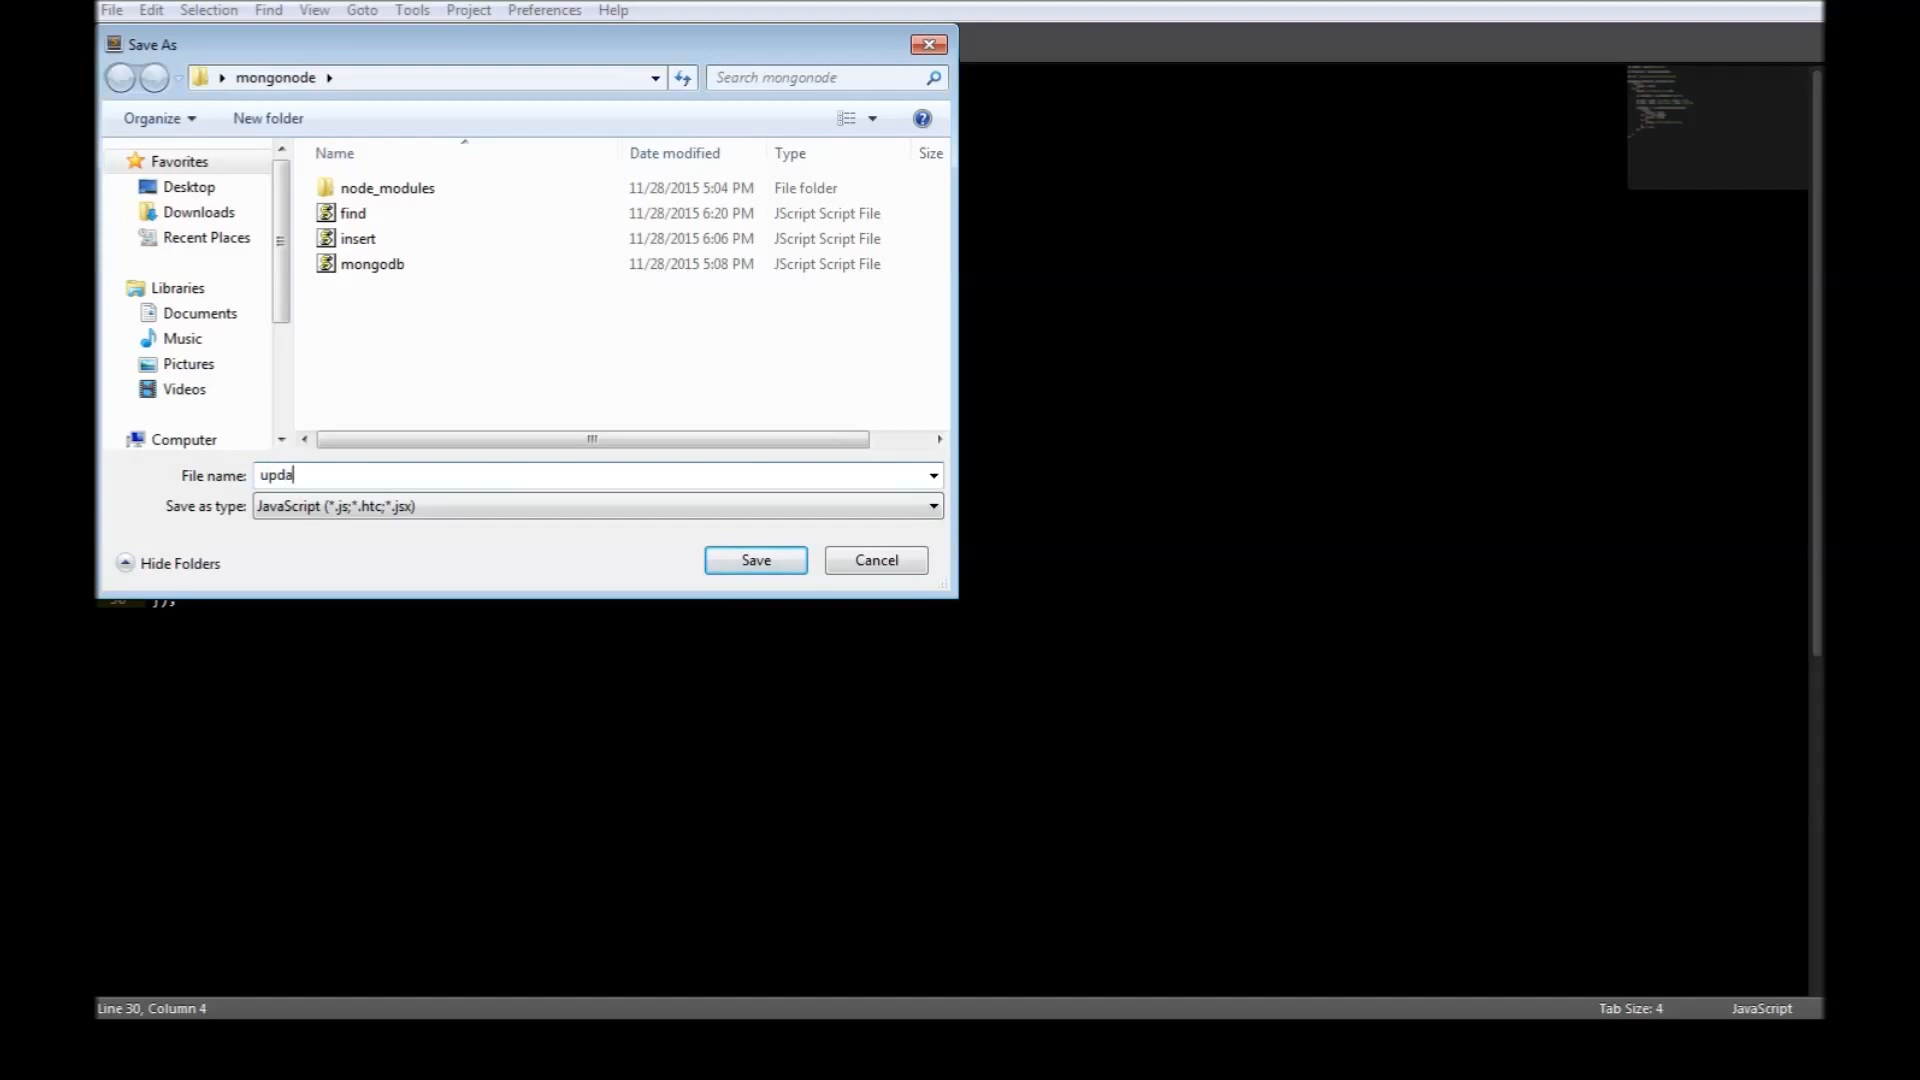 File Edit Selection Find View Goto Tools Project Preferences Help
Save As
mongonode
Search mongonode
Organize New folder
Name Date modified Type Size
Favorites
Desktop
Downloads
Recent Places
Libraries
Documents
Music
Pictures
Videos
Computer
node_modules 11/28/2015 5:04 PM File folder
find 11/28/2015 6:20 PM JScript Script File
insert 11/28/2015 6:06 PM JScript Script File
mongodb 11/28/2015 5:08 PM JScript Script File
File name: upda
Save as type: JavaScript (*.js;*.htc;*.jsx)
Hide Folders Save Cancel
30 });
Line 30, Column 4 Tab Size: 4 JavaScript